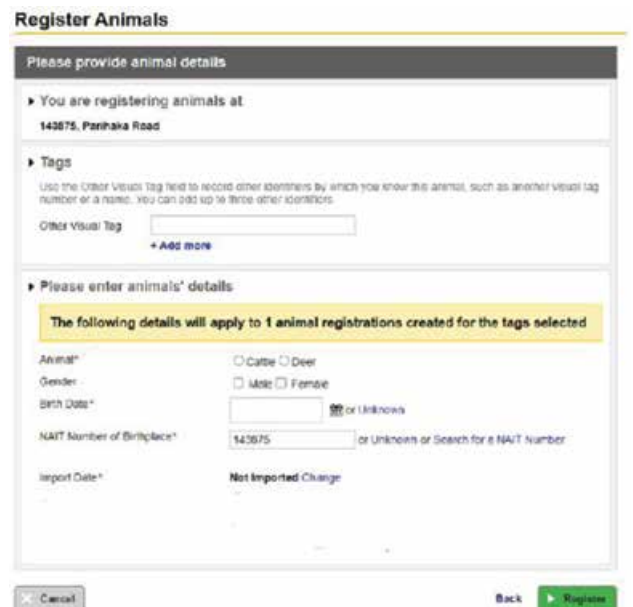 Register Animals
Please provide animal details
You are registering animals at
143875, Parihaka Road
Tags
Use the Other Visual Tag field to record other identifiers by which you know this animal, such as another visual tag
number or a name. You can add up to three other identifiers
Other Visual Tag
+ Add more
Please enter animals' details
The following details will apply to 1 animal registrations created for the tags selected
Animal* Cattle Deer
Gender Male Female
Birth Date* or Unknown
NAIT Number of Birthplace* 143875 or Unknown or Search for a NAIT Number
Import Date* Not Imported Change
Cancel Back Register